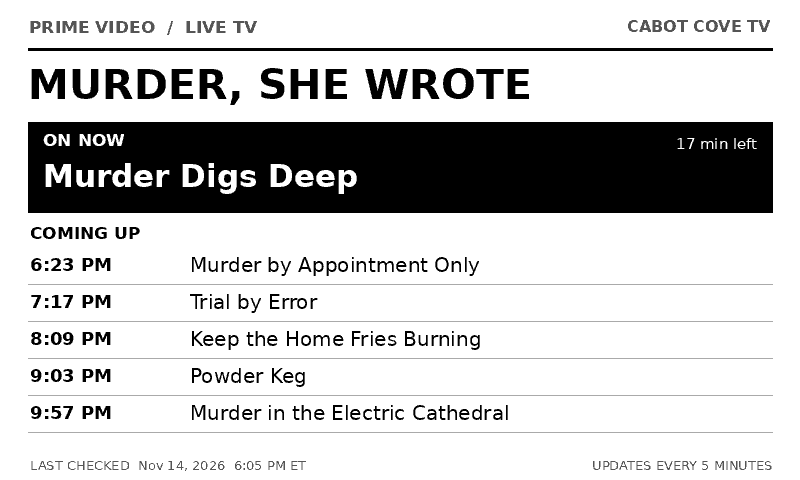 PRIME VIDEO / LIVE TV
CABOT COVE TV
MURDER, SHE WROTE
ON NOW
17 min left
Murder Digs Deep
COMING UP
6:23 PM Murder by Appointment Only
7:17 PM Trial by Error
8:09 PM Keep the Home Fries Burning
9:03 PM Powder Keg
9:57 PM Murder in the Electric Cathedral
LAST CHECKED Nov 14, 2026 6:05 PM ET
UPDATES EVERY 5 MINUTES